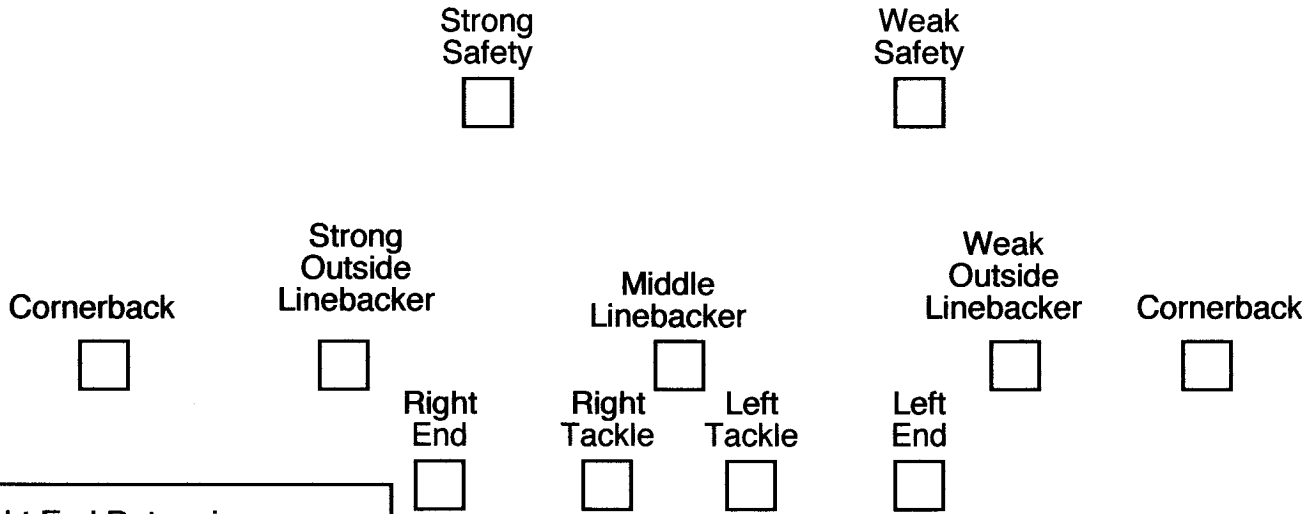 Strong
Safety
Weak
Safety
Strong
Outside
Linebacker
Weak
Outside
Linebacker
Middle
Linebacker
Cornerback
Cornerback
Right
End
Right
Tackle
Left
Tackle
Left
End
End